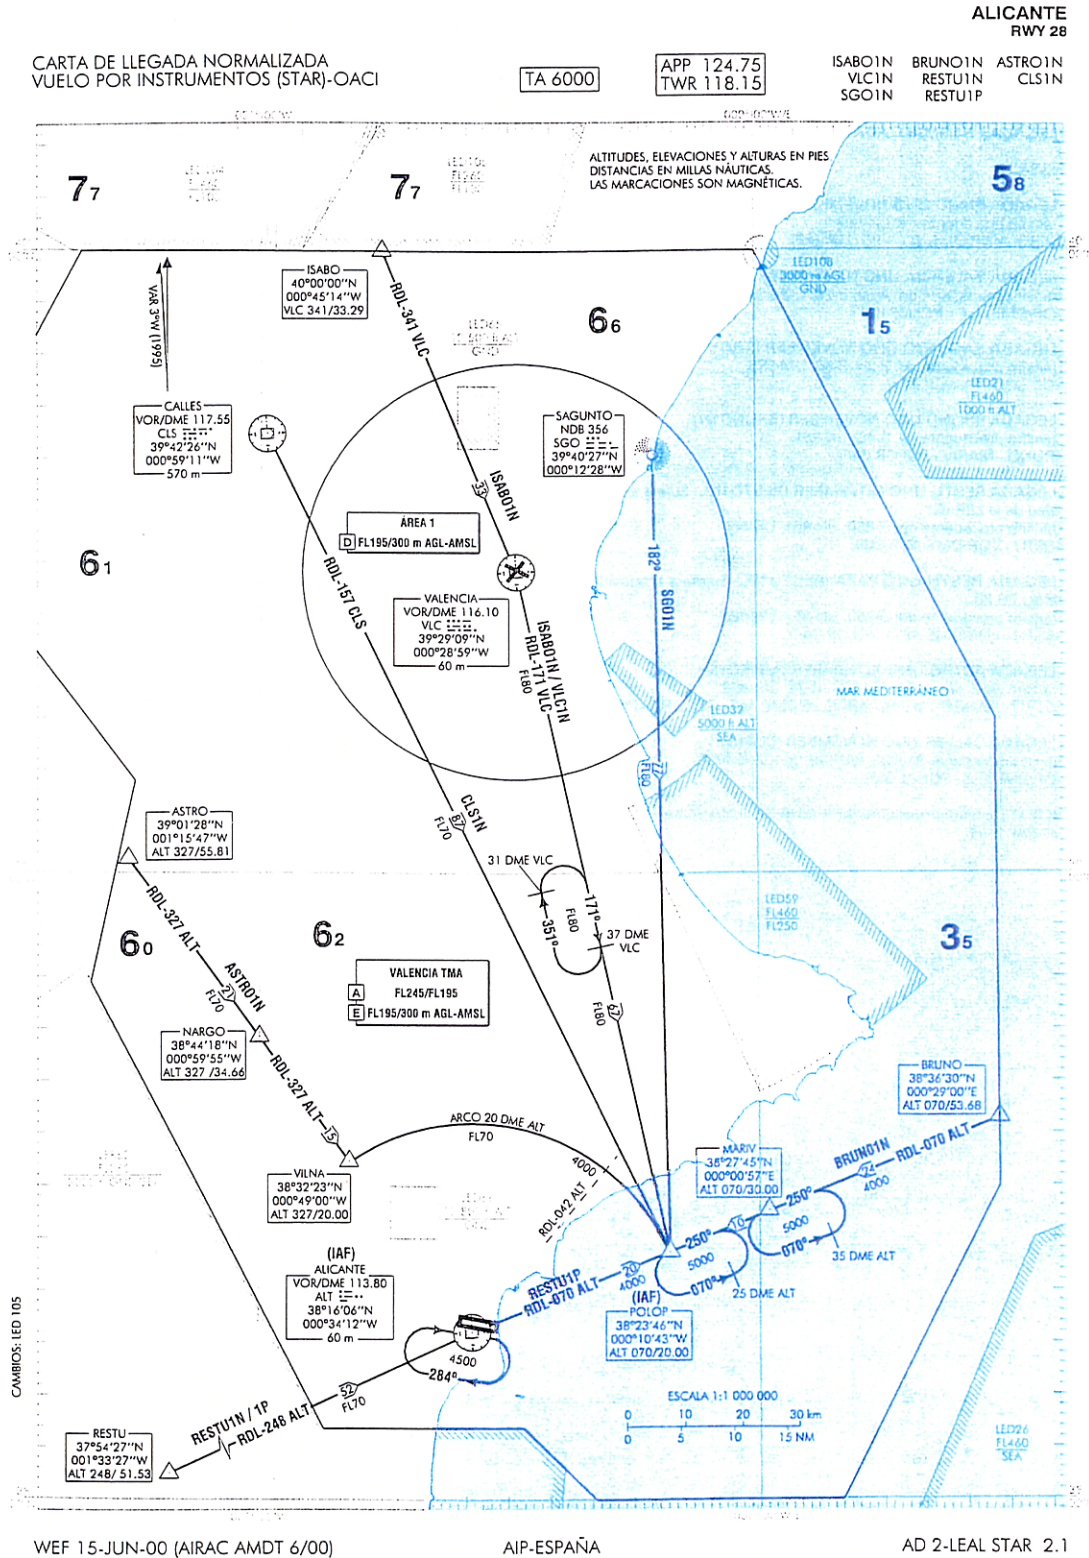 ALICANTE
RWY 28
CARTA DE LLEGADA NORMALIZADA
VUELO POR INSTRUMENTOS (STAR)-OACI
TA 6000
APP 124.75
TWR 118.15
ISABO1N BRUNO1N ASTRO1N
VLC1N RESTU1N CLS1N
SGO1N RESTU1P
ALTITUDES, ELEVACIONES Y ALTURAS EN PIES
DISTANCIAS EN MILLAS NÁUTICAS.
LAS MARCACIONES SON MAGNÉTICAS.
77
77
58
ISABO
40°00'00"N
000°45'14"W
VLC 341/33.29
VAR 3°W (1995)
RDL-341 VLC
GND
66
LED108
3000 m AGL
GND
15
LED21
FL460
1000 ft ALT
CALLES
VOR/DME 117.55
CLS
39°42'26"N
000°59'11"W
570 m
SAGUNTO
NDB 356
SGO
39°40'27"N
000°12'28"W
33
ISABO1N
ÁREA 1
D FL195/300 m AGL-AMSL
61
RDL-157 CLS
182°
SGO1N
VALENCIA
VOR/DME 116.10
VLC
39°29'09"N
000°28'59"W
60 m
ISABO1N / VLC1N
RDL-171 VLC
FL80
MAR MEDITERRÁNEO
LED32
5000 ft ALT
SEA
77
FL80
CLS1N
87
FL70
ASTRO
39°01'28"N
001°15'47"W
ALT 327/55.81
31 DME VLC
171°
351°
FL80
37 DME
VLC
LED59
FL460
FL250
RDL-327 ALT
60
62
35
ASTRO1N
21
FL70
VALENCIA TMA
A FL245/FL195
E FL195/300 m AGL-AMSL
67
FL80
NARGO
38°44'18"N
000°59'55"W
ALT 327 /34.66
RDL-327 ALT
15
BRUNO
38°36'30"N
000°29'00"E
ALT 070/53.68
ARCO 20 DME ALT
FL70
4000
RDL-042 ALT
VILNA
38°32'23"N
000°49'00"W
ALT 327/20.00
MARIV
38°27'45"N
000°00'57"E
ALT 070/30.00
BRUNO1N
RDL-070 ALT
24
4000
250°
5000
070°
35 DME ALT
10
250°
5000
070°
25 DME ALT
(IAF)
ALICANTE
VOR/DME 113.80
ALT
38°16'06"N
000°34'12"W
60 m
RESTU1P
RDL-070 ALT
20
4000
(IAF)
POLOP
38°23'46"N
000°10'43"W
ALT 070/20.00
4500
284°
52
FL70
RESTU1N / 1P
RDL-248 ALT
RESTU
37°54'27"N
001°33'27"W
ALT 248/ 51.53
ESCALA 1:1 000 000
0 10 20 30 km
0 5 10 15 NM
LED26
FL460
SEA
CAMBIOS: LED 105
WEF 15-JUN-00 (AIRAC AMDT 6/00)
AIP-ESPAÑA
AD 2-LEAL STAR 2.1